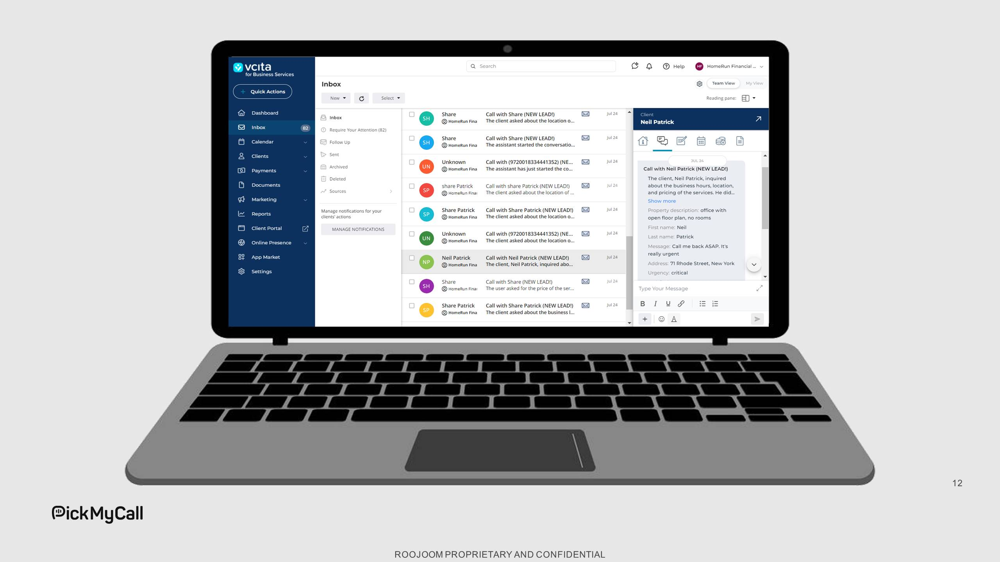 vcita
for Business Services
Quick Actions
Dashboard
Inbox 82
Calendar
Clients
Payments
Documents
Marketing
Reports
Client Portal
Online Presence
App Market
Settings
Search
Help
HF HomeRun Financial ...
Inbox
Team View My View
New Select
Reading pane:
Inbox
Require Your Attention (82)
Follow Up
Sent
Archived
Deleted
Sources
Manage notifications for your
clients' actions
MANAGE NOTIFICATIONS
SH Share Call with Share (NEW LEAD!) Jul 24
HomeRun Fina The client asked about the location o...
SH Share Call with Share (NEW LEAD!) Jul 24
HomeRun Fina The assistant started the conversatio...
UN Unknown Call with (9720018334441352) (NE... Jul 24
HomeRun Fina The assistant has just started the co...
SP share Patrick Call with share Patrick (NEW LEAD!) Jul 24
HomeRun Finan The client asked about the location of ...
SP Share Patrick Call with Share Patrick (NEW LEAD!) Jul 24
HomeRun Fina The client asked about the location o...
UN Unknown Call with (9720018334441352) (NE... Jul 24
HomeRun Fina The client asked about the location o...
NP Neil Patrick Call with Neil Patrick (NEW LEAD!) Jul 24
HomeRun Fina The client, Neil Patrick, inquired abo...
SH Share Call with Share (NEW LEAD!) Jul 24
HomeRun Finan The user asked for the price of the ser...
SP Share Patrick Call with Share Patrick (NEW LEAD!) Jul 24
HomeRun Fina The client asked about the business l...
Client
Neil Patrick
JUL 24
Call with Neil Patrick (NEW LEAD!)
The client, Neil Patrick, inquired
about the business hours, location,
and pricing of the services. He did...
Show more
Property description: office with
open floor plan, no rooms
First name: Neil
Last name: Patrick
Message: Call me back ASAP. It's
really urgent
Address: 71 Rhode Street, New York
Urgency: critical
Type Your Message
B I U
A
12
PickMyCall
ROOJOOM PROPRIETARY AND CONFIDENTIAL